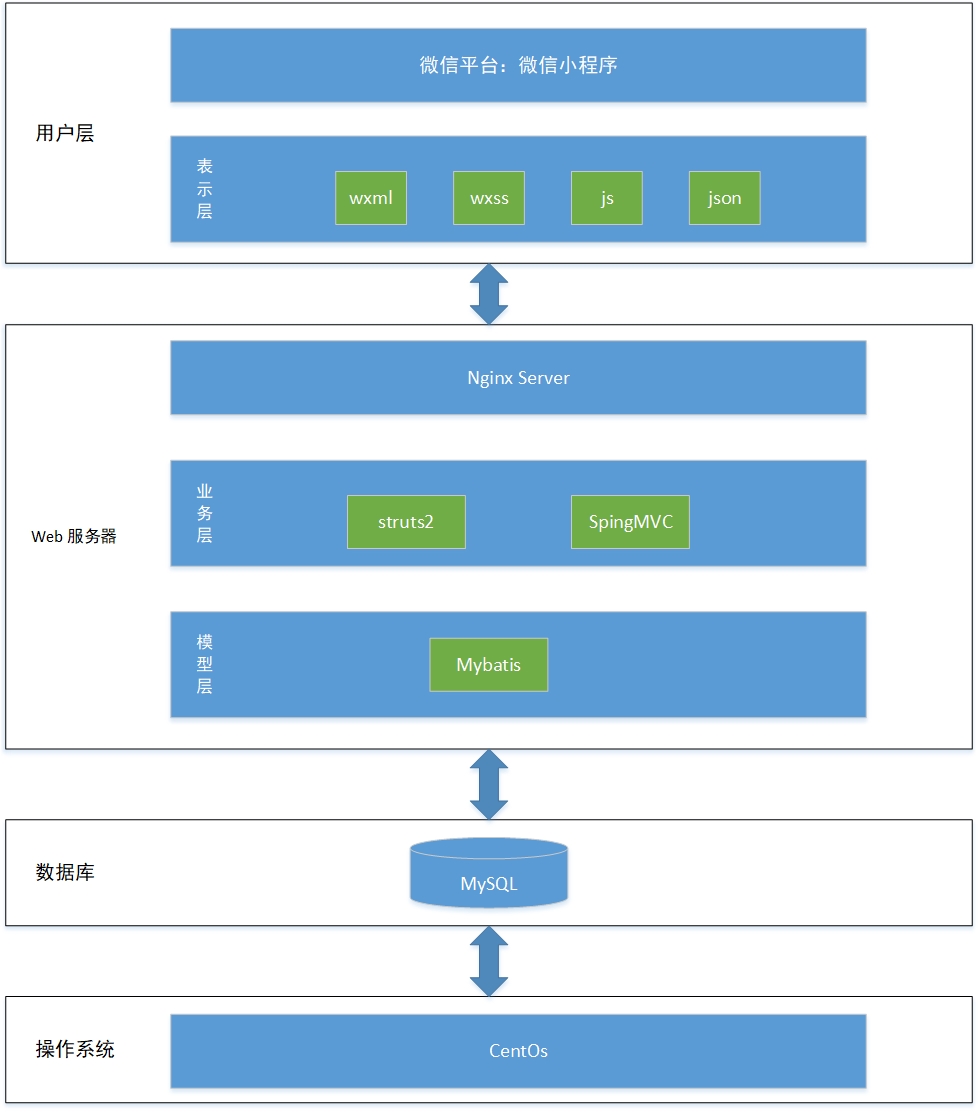 微信平台：微信小程序
用户层
表示层
wxml
wxss
js
json
Nginx Server
业务层
struts2
SpingMVC
Web 服务器
模型层
Mybatis
数据库
MySQL
操作系统
CentOs